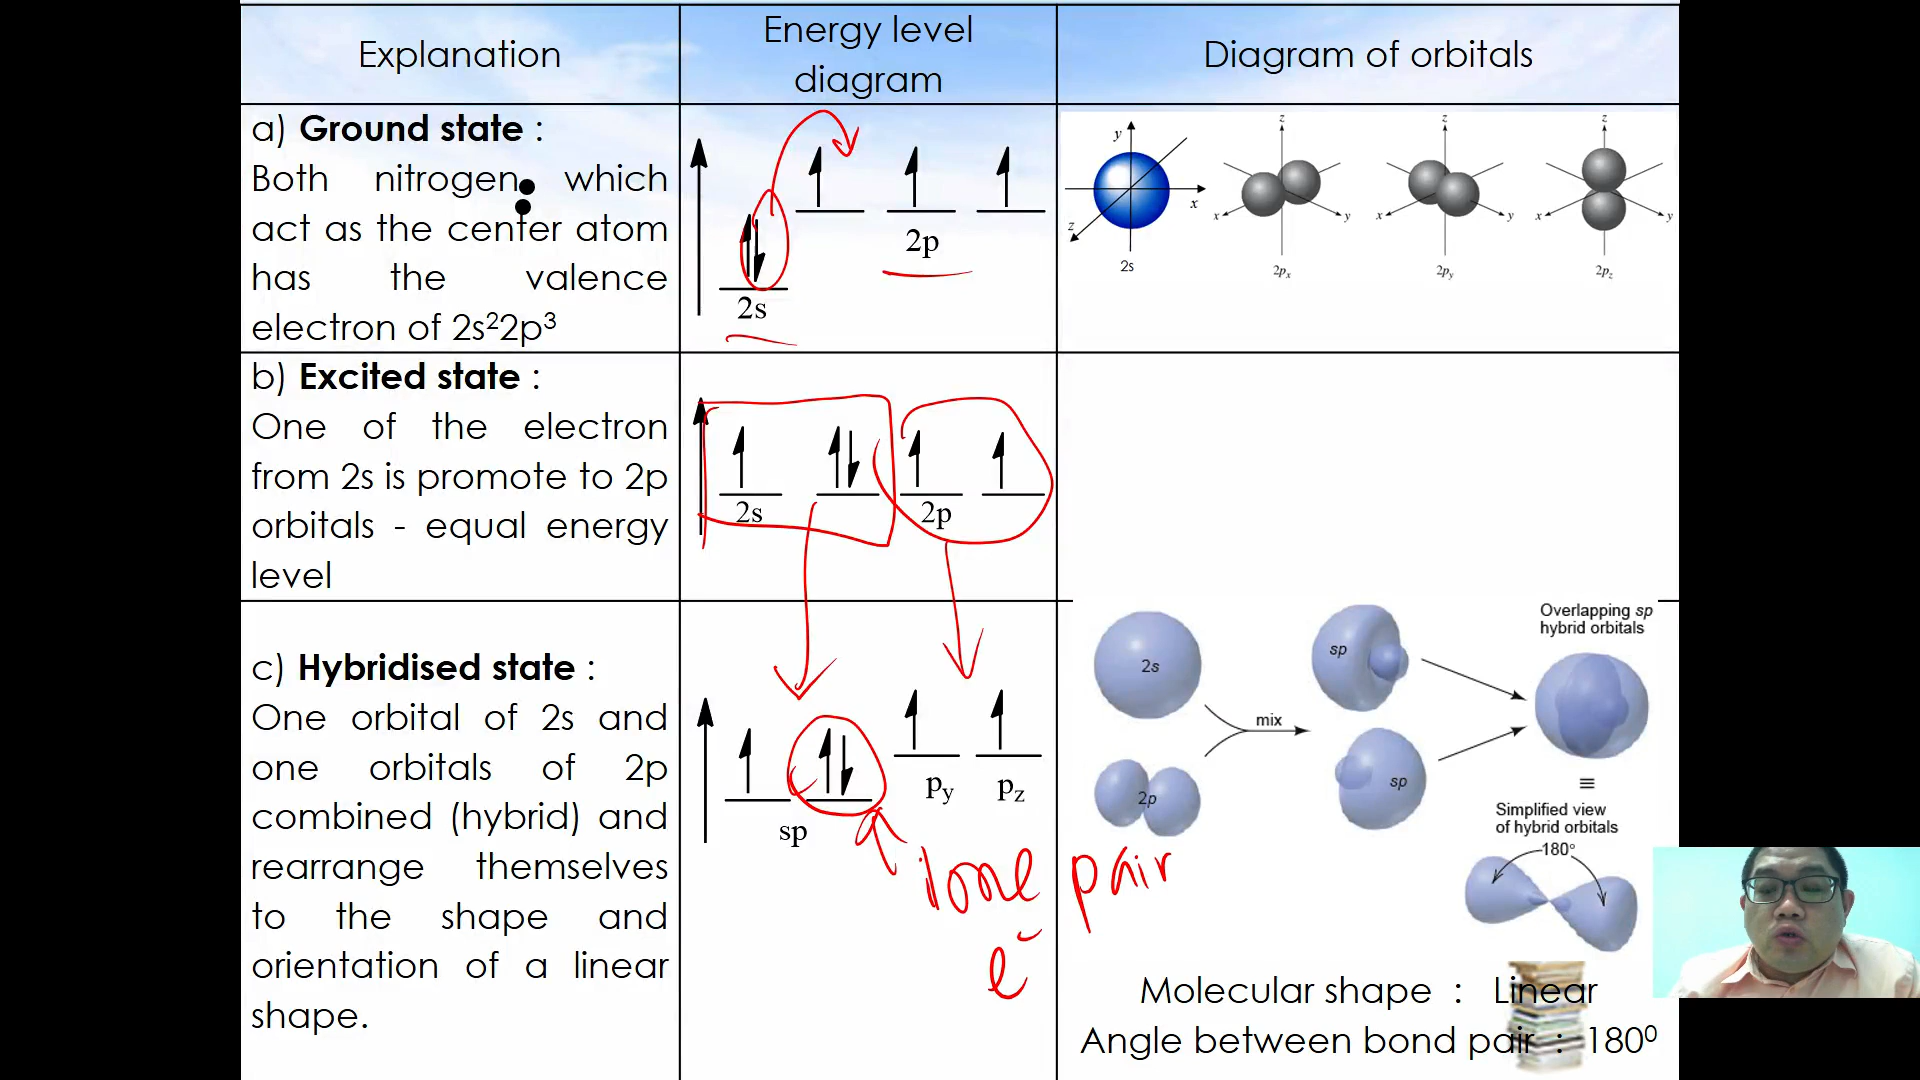 Explanation
Energy level
diagram
Diagram of orbitals
a) Ground state :
Both nitrogen, which
act as the center atom
has the valence
electron of 2s²2p³
2s
2p
y
x
z
2s
z
x
y
2pₓ
z
x
y
2p_y
z
x
y
2p_z
b) Excited state :
One of the electron
from 2s is promote to 2p
orbitals - equal energy
level
2s
2p
c) Hybridised state :
One orbital of 2s and
one orbitals of 2p
combined (hybrid) and
rearrange themselves
to the shape and
orientation of a linear
shape.
sp
p_y
p_z
lone pair
e⁻
2s
2p
mix
sp
sp
Overlapping sp
hybrid orbitals
≡
Simplified view
of hybrid orbitals
180°
Molecular shape : Linear
Angle between bond pair : 180⁰